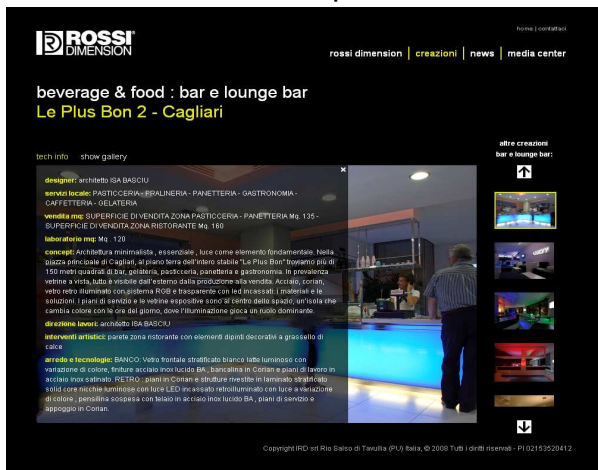 ROSSI®
DIMENSION
home | contattaci
rossi dimension | creazioni | news | media center
beverage & food : bar e lounge bar
Le Plus Bon 2 - Cagliari
altre creazioni
bar e lounge bar:
tech info show gallery
designer: architetto ISA BASCIU
servizi locale: PASTICCERIA - PRALINERIA - PANETTERIA - GASTRONOMIA -
CAFFETTERIA - GELATERIA
vendita mq: SUPERFICIE DI VENDITA ZONA PASTICCERIA - PANETTERIA Mq. 135 -
SUPERFICIE DI VENDITA ZONA RISTORANTE Mq. 160
laboratorio mq: Mq . 120
concept: Architettura minimalista , essenziale , luce come elemento fondamentale. Nella
piazza principale di Cagliari, al piano terra dell'intero stabile "Le Plus Bon" troviamo più di
150 metri quadrati di bar, gelateria, pasticceria, panetteria e gastronomia. In prevalenza
vetrine a vista, tutto è visibile dall'esterno dalla produzione alla vendita. Acciaio, corian,
vetro retro illuminato con sistema RGB e trasparente con led incassati: i materiali e le
soluzioni. I piani di servizio e le vetrine espositive sono al centro dello spazio, un'isola che
cambia colore con le ore del giorno, dove l'illuminazione gioca un ruolo dominante.
direzione lavori: architetto ISA BASCIU
interventi artistici: parete zona ristorante con elementi dipinti decorativi a grassello di
calce
arredo e tecnologie: BANCO: Vetro frontale stratificato bianco latte luminoso con
variazione di colore, finiture acciaio inox lucido BA , bancalina in Corian e piani di lavoro in
acciaio inox satinato. RETRO : piani in Corian e strutture rivestite in laminato stratificato
solid core nicchie luminose con luce LED incassato retroilluminato con luce a variazione
di colore , pensilina sospesa con telaio in acciaio inox lucido BA , piani di servizio e
appoggio in Corian.
Copyright IRD srl Rio Salso di Tavullia (PU) Italia, © 2008 Tutti i diritti riservati - PI 02153520412